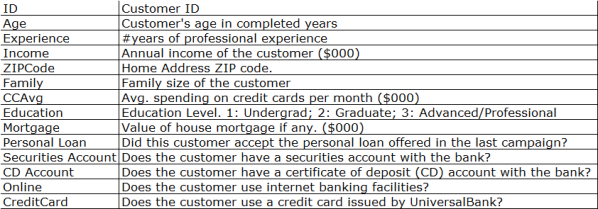 ID Customer ID
Age Customer's age in completed years
Experience #years of professional experience
Income Annual income of the customer ($000)
ZIPCode Home Address ZIP code.
Family Family size of the customer
CCAvg Avg. spending on credit cards per month ($000)
Education Education Level. 1: Undergrad; 2: Graduate; 3: Advanced/Professional
Mortgage Value of house mortgage if any. ($000)
Personal Loan Did this customer accept the personal loan offered in the last campaign?
Securities Account Does the customer have a securities account with the bank?
CD Account Does the customer have a certificate of deposit (CD) account with the bank?
Online Does the customer use internet banking facilities?
CreditCard Does the customer use a credit card issued by UniversalBank?